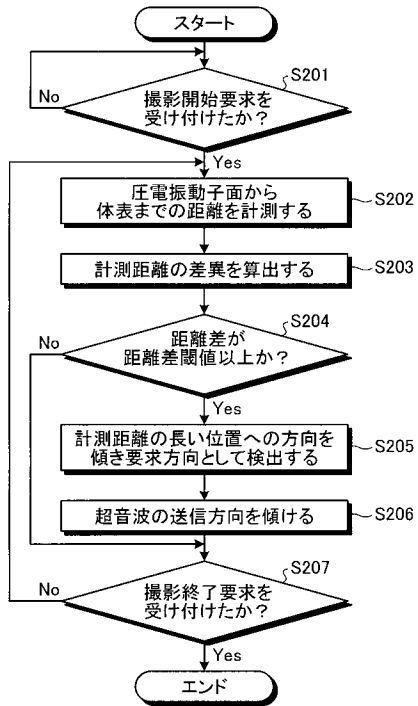 スタート
S201
撮影開始要求を
受け付けたか？
No
Yes
圧電振動子面から
体表までの距離を計測する
S202
計測距離の差異を算出する
S203
S204
距離差が
距離差閾値以上か？
No
Yes
計測距離の長い位置への方向を
傾き要求方向として検出する
S205
超音波の送信方向を傾ける
S206
S207
撮影終了要求を
受け付けたか？
No
Yes
エンド